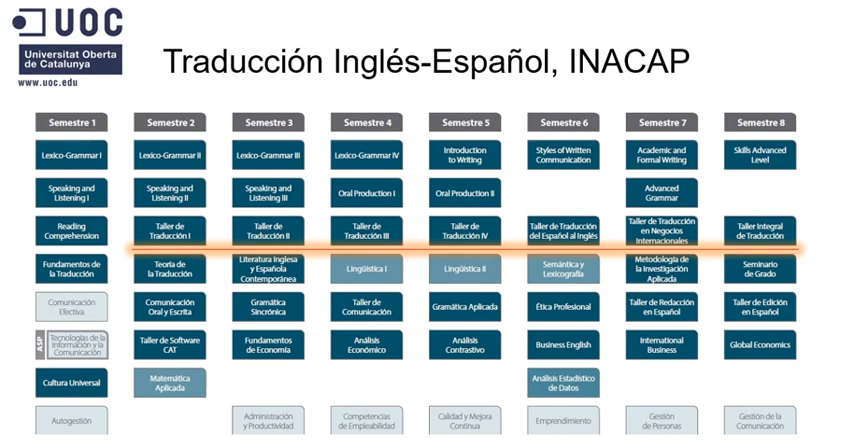 UOC
Universitat Oberta
de Catalunya
www.uoc.edu
Traducción Inglés-Español, INACAP
Semestre 1
Semestre 2
Semestre 3
Semestre 4
Semestre 5
Semestre 6
Semestre 7
Semestre 8
Lexico-Grammar I
Lexico-Grammar II
Lexico-Grammar III
Lexico-Grammar IV
Introduction
to Writing
Styles of Written
Communication
Academic and
Formal Writing
Skills Advanced
Level
Speaking and
Listening I
Speaking and
Listening II
Speaking and
Listening III
Oral Production I
Oral Production II
Advanced
Grammar
Reading
Comprehension
Taller de
Traducción I
Taller de
Traducción II
Taller de
Traducción III
Taller de
Traducción IV
Taller de Traducción
del Español al Inglés
Taller de Traducción
en Negocios
Internacionales
Taller Integral
de Traducción
Fundamentos de
la Traducción
Teoría de
la Traducción
Literatura Inglesa
y Española
Contemporánea
Lingüística I
Lingüística II
Semántica y
Lexicografía
Metodología de
la Investigación
Aplicada
Seminario
de Grado
Comunicación
Efectiva
Comunicación
Oral y Escrita
Gramática
Sincrónica
Taller de
Comunicación
Gramática Aplicada
Ética Profesional
Taller de Redacción
en Español
Taller de Edición
en Español
ASP
Tecnologías de la
Información y la
Comunicación
Taller de Software
CAT
Fundamentos
de Economía
Análisis
Económico
Análisis
Contrastivo
Business English
International
Business
Global Economics
Cultura Universal
Matemática
Aplicada
Análisis Estadístico
de Datos
Autogestión
Administración
y Productividad
Competencias
de Empleabilidad
Calidad y Mejora
Continua
Emprendimiento
Gestión
de Personas
Gestión de la
Comunicación